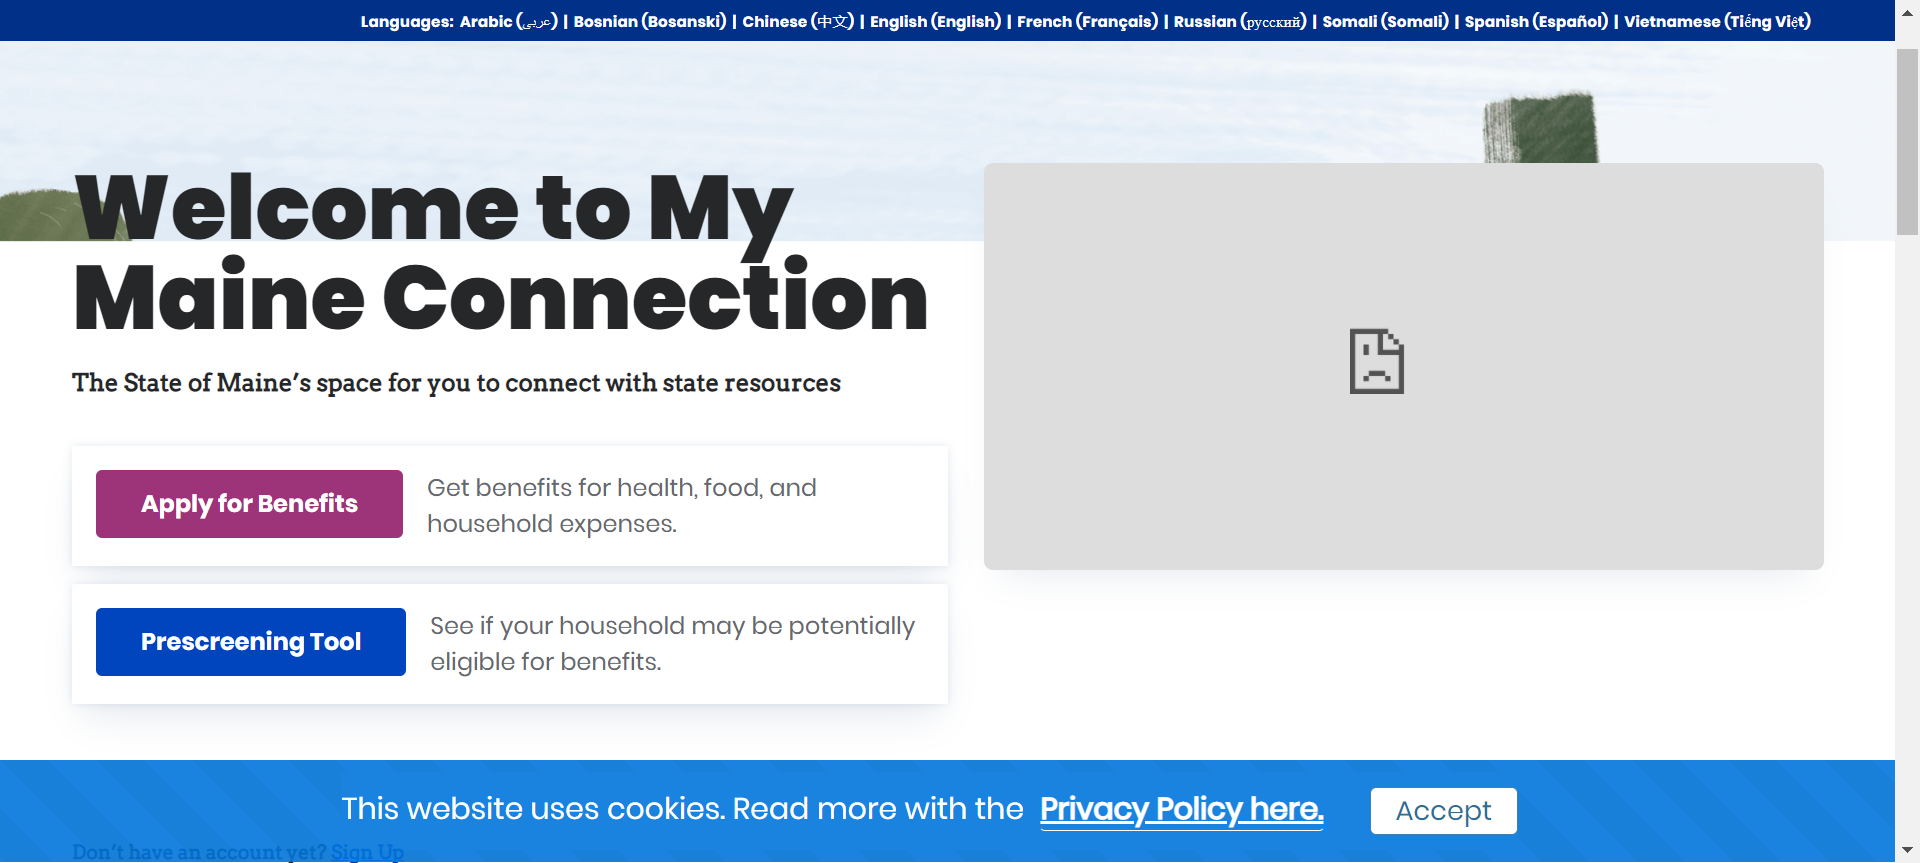 Languages: Arabic (عربى) | Bosnian (Bosanski) | Chinese (中文) | English (English) | French (Français) | Russian (русский) | Somali (Somali) | Spanish (Español) | Vietnamese (Tiếng Việt)
Welcome to My
Maine Connection
The State of Maine’s space for you to connect with state resources
Apply for Benefits
Get benefits for health, food, and
household expenses.
Prescreening Tool
See if your household may be potentially
eligible for benefits.
This website uses cookies. Read more with the Privacy Policy here.
Accept
Don’t have an account yet? Sign Up